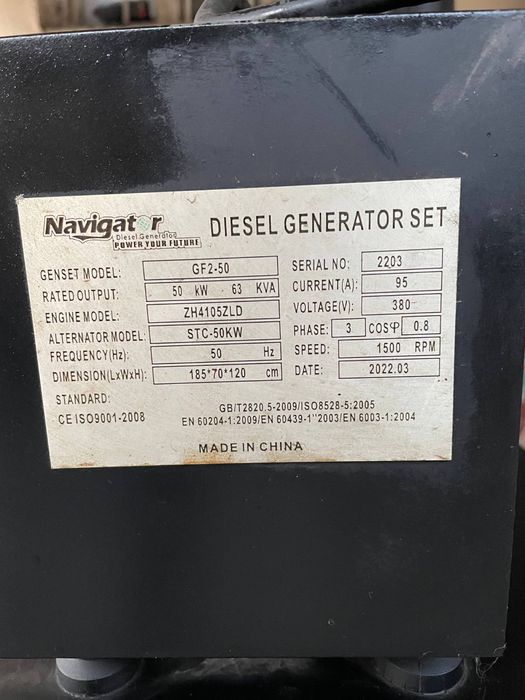 Navigator
Diesel Generator
POWER YOUR FUTURE
DIESEL GENERATOR SET
GENSET MODEL: GF2-50
SERIAL NO: 2203
RATED OUTPUT: 50 kW 63 KVA
CURRENT(A): 95
ENGINE MODEL: ZH4105ZLD
VOLTAGE(V): 380
ALTERNATOR MODEL: STC-50KW
PHASE: 3 COSφ 0.8
FREQUENCY(Hz): 50 Hz
SPEED: 1500 RPM
DIMENSION(LxWxH): 185*70*120 cm
DATE: 2022.03
STANDARD:
GB/T2820.5-2009/ISO8528-5:2005
CE ISO9001-2008
EN 60204-1:2009/EN 60439-1"2003/EN 6003-1:2004
MADE IN CHINA